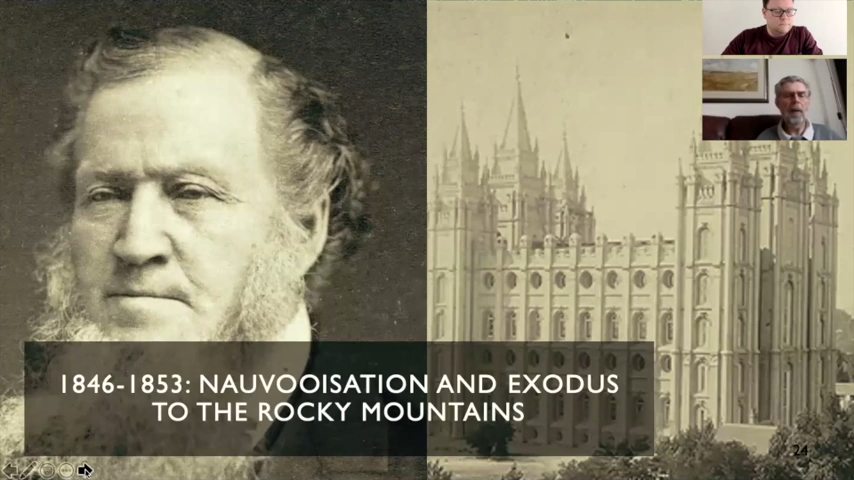 1846-1853: NAUVOOISATION AND EXODUS
TO THE ROCKY MOUNTAINS
24